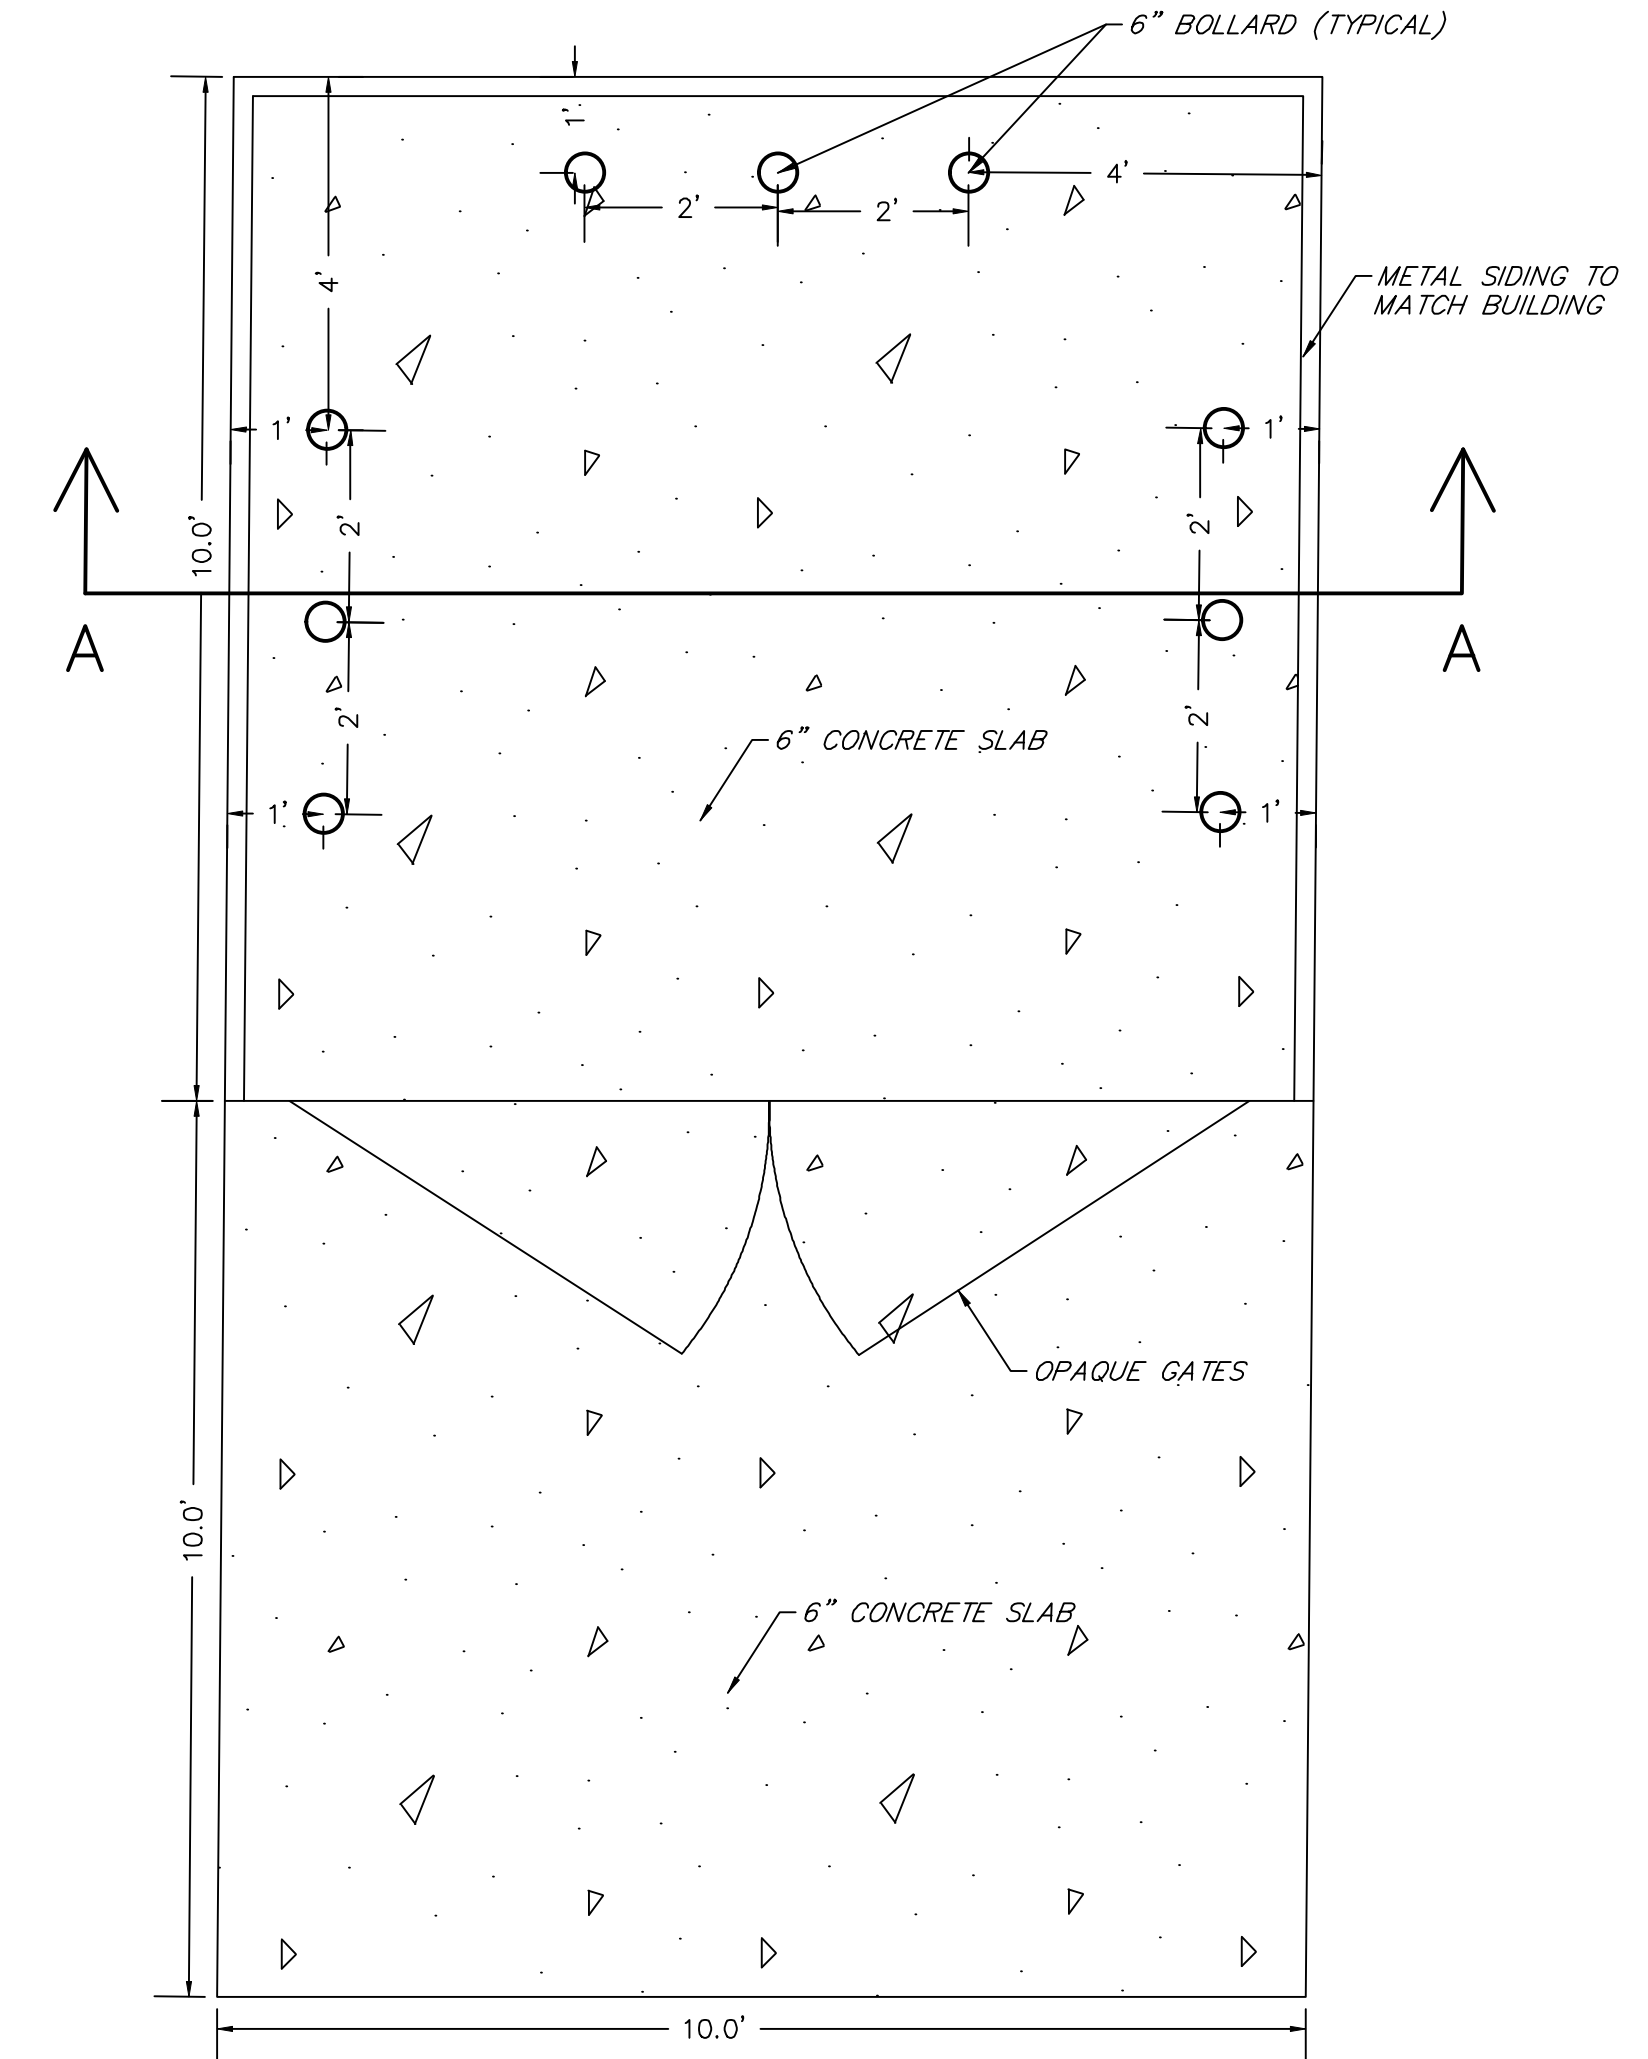 6" BOLLARD (TYPICAL)
1'
4'
2'
2'
4'
METAL SIDING TO
MATCH BUILDING
1'
1'
10.0'
2'
2'
A
A
2'
2'
6" CONCRETE SLAB
1'
1'
OPAQUE GATES
10.0'
6" CONCRETE SLAB
10.0'